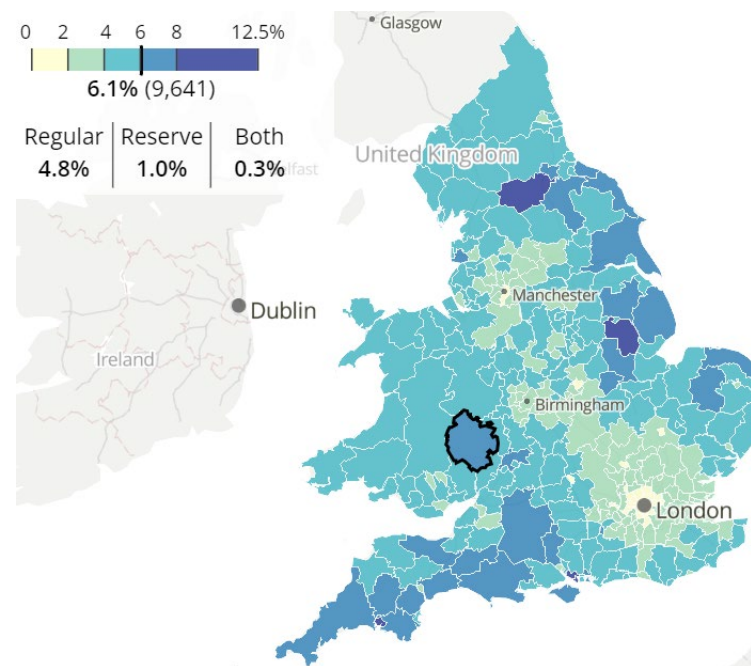 Glasgow
0 2 4 6 8 12.5%
6.1% (9,641)
Regular Reserve Both
4.8% 1.0% 0.3%
United Kingdom
Manchester
Dublin
Ireland
Birmingham
London